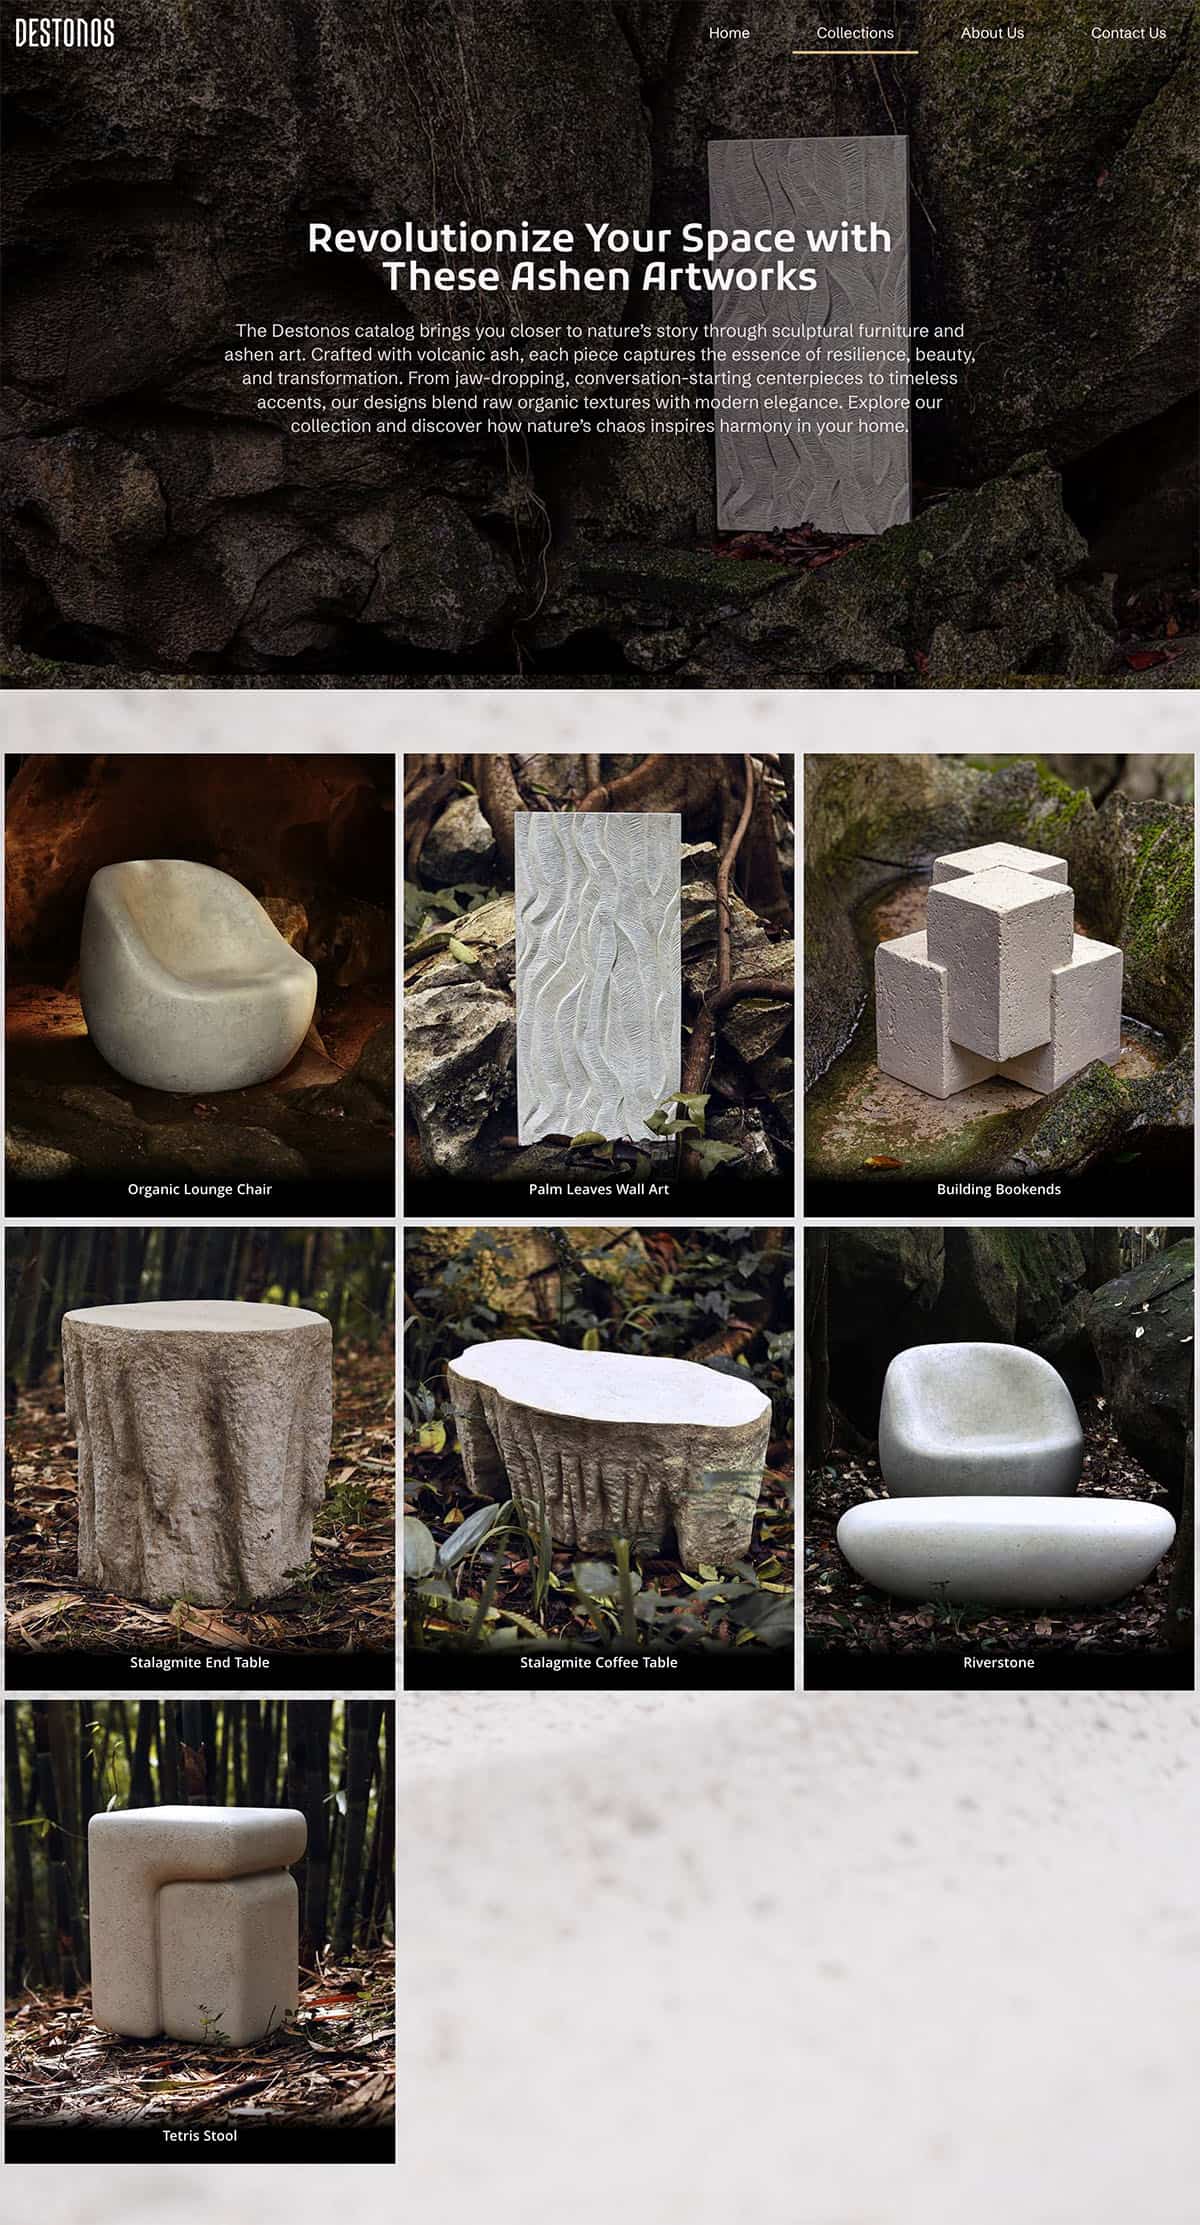 DESTONOS
Home
Collections
About Us
Contact Us
Revolutionize Your Space with
These Ashen Artworks
The Destonos catalog brings you closer to nature's story through sculptural furniture and
ashen art. Crafted with volcanic ash, each piece captures the essence of resilience, beauty,
and transformation. From jaw-dropping, conversation-starting centerpieces to timeless
accents, our designs blend raw organic textures with modern elegance. Explore our
collection and discover how nature's chaos inspires harmony in your home.
Organic Lounge Chair
Palm Leaves Wall Art
Building Bookends
Stalagmite End Table
Stalagmite Coffee Table
Riverstone
Tetris Stool